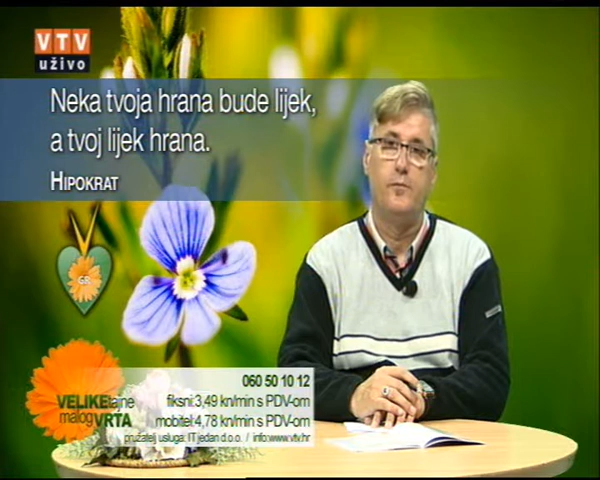 VTV
uživo
Neka tvoja hrana bude lijek,
a tvoj lijek hrana.
HIPOKRAT
GR
060 50 10 12
VELIKE tajne
malog VRTA
fiksni:3,49 kn/min s PDV-om
mobitel:4,78 kn/min s PDV-om
pružatelj usluga: IT jedan d.o.o. / info:www.vtv.hr